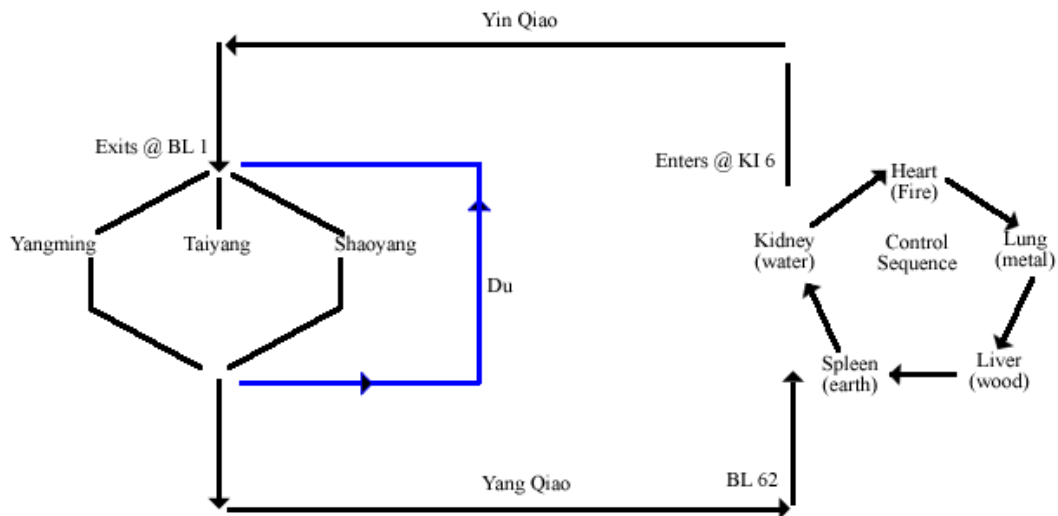 Yin Qiao
Exits @ BL 1
Enters @ KI 6
Heart
(Fire)
Yangming
Taiyang
Shaoyang
Kidney
(water)
Control
Sequence
Lung
(metal)
Du
Spleen
(earth)
Liver
(wood)
Yang Qiao
BL 62